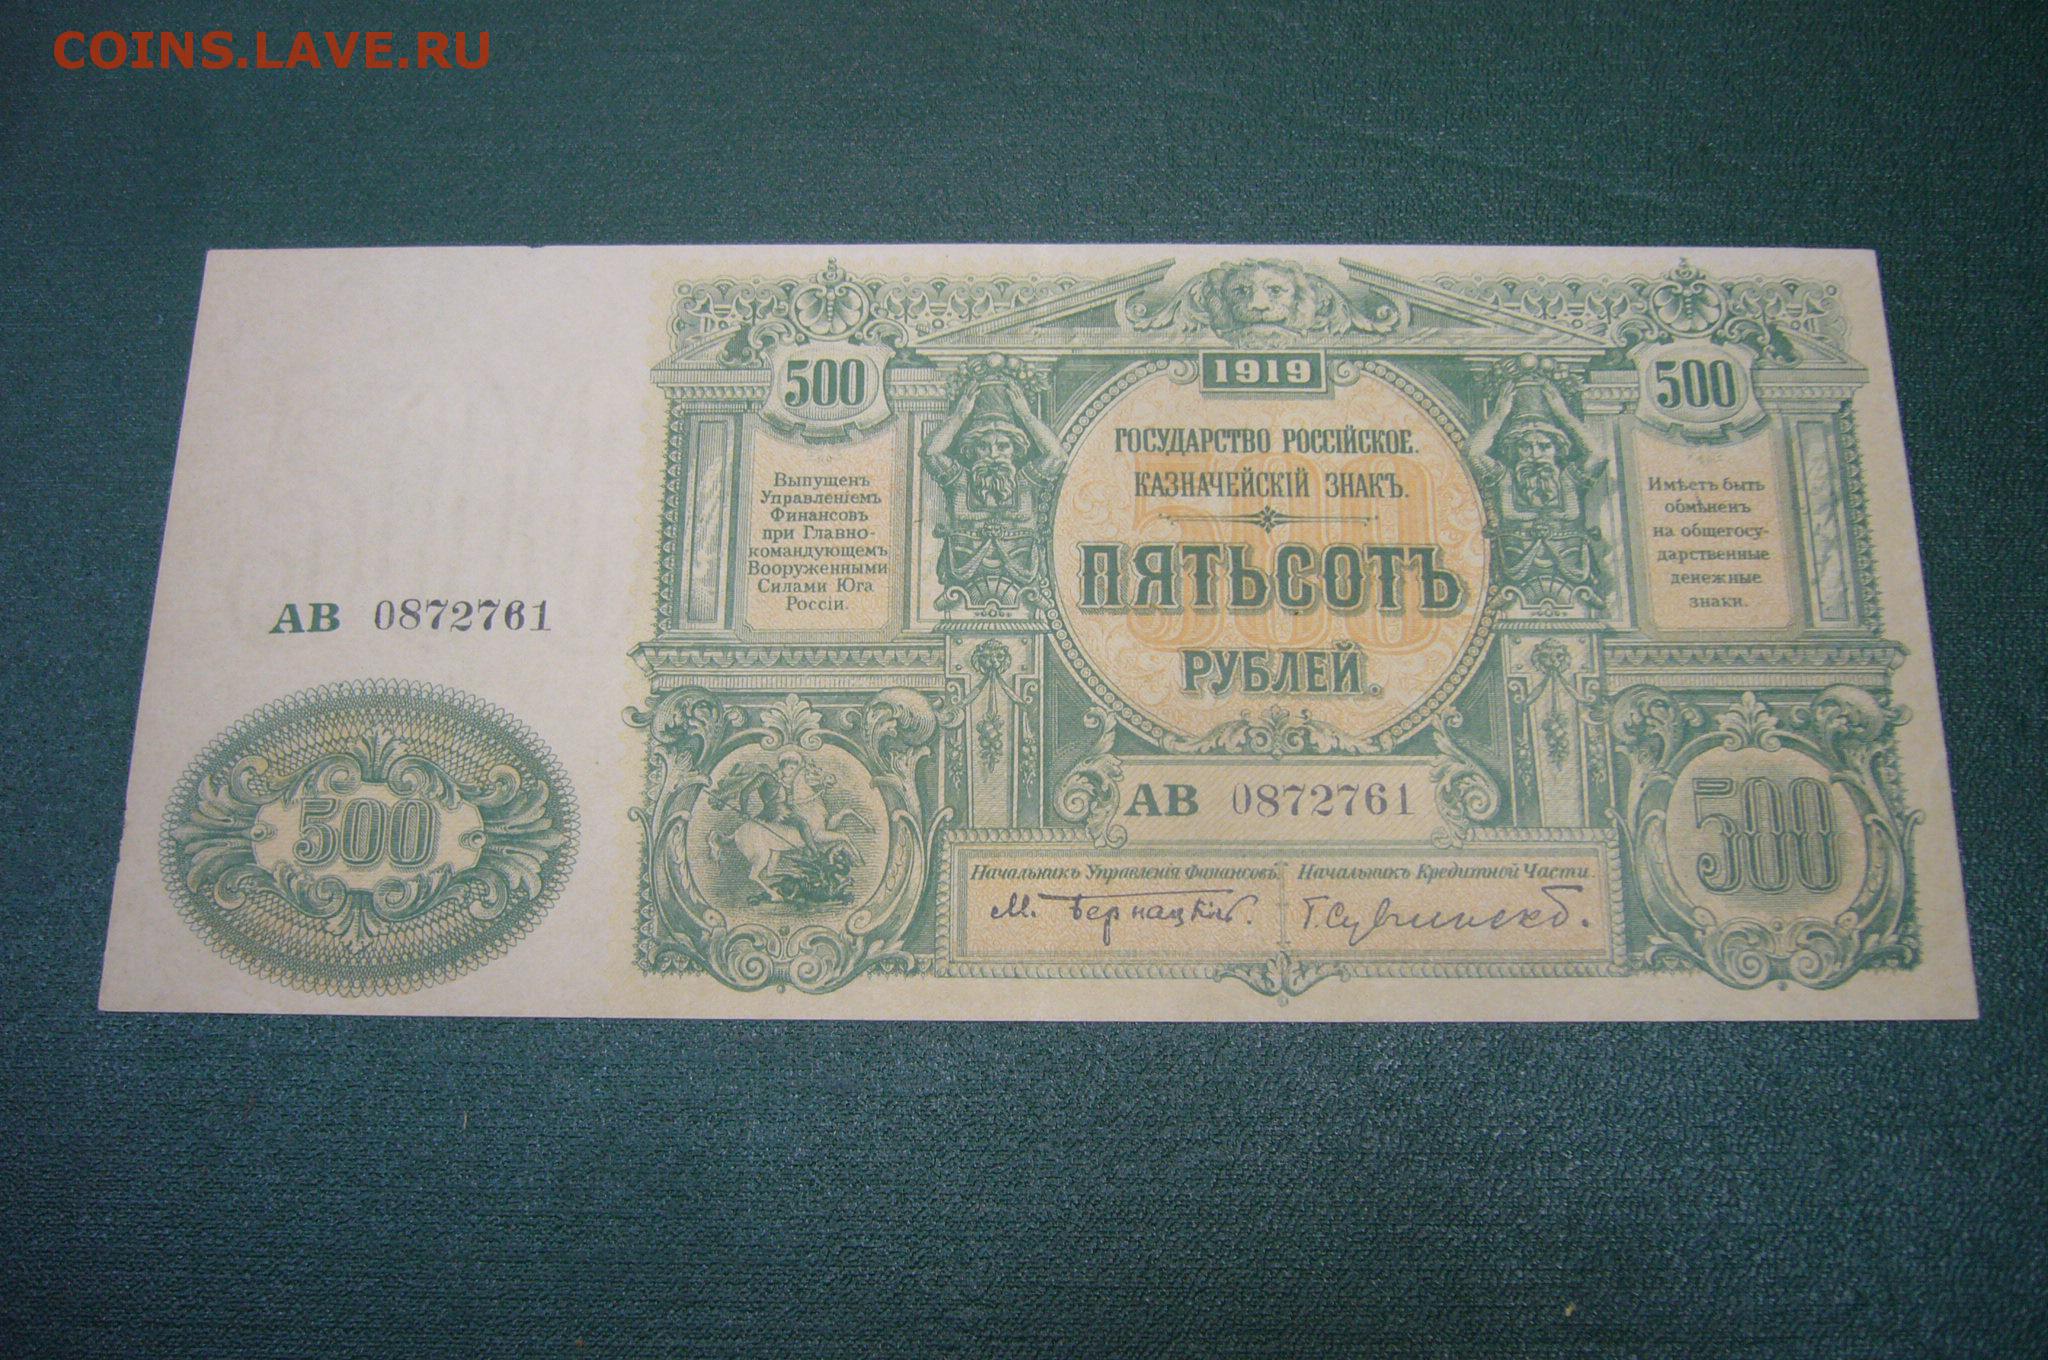 COINS.LAVE.RU
1919
500
500
ГОСУДАРСТВО РОССІЙСКОЕ.
КАЗНАЧЕЙСКІЙ ЗНАКЪ.
500
ПЯТЬСОТЪ
РУБЛЕЙ.
Выпущенъ
Управленіемъ
Финансовъ
при Главно-
командующемъ
Вооруженными
Силами Юга
Россіи.
Имѣетъ быть
обмѣненъ
на общегосу-
дарственные
денежные
знаки.
АВ 0872761
АВ 0872761
500
500
Начальникъ Управленія Финансовъ.
М. Бернацкій.
Начальникъ Кредитной Части.